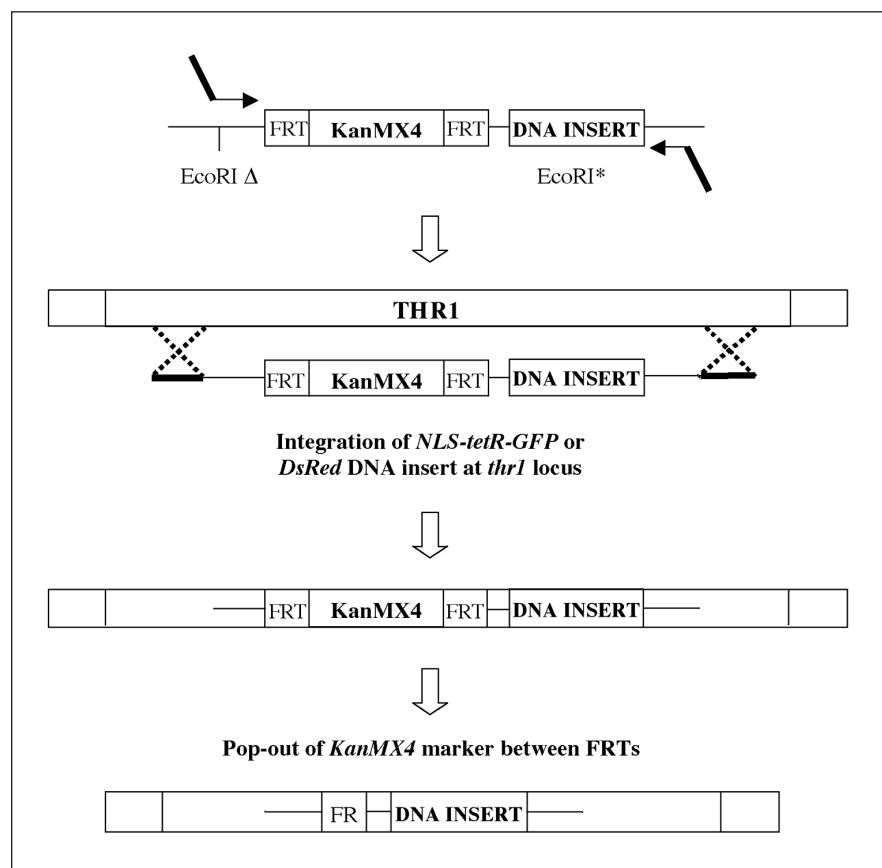 FRT KanMX4 FRT DNA INSERT
EcoRI Δ EcoRI*
THR1
FRT KanMX4 FRT DNA INSERT
Integration of NLS-tetR-GFP or
DsRed DNA insert at thr1 locus
FRT KanMX4 FRT DNA INSERT
Pop-out of KanMX4 marker between FRTs
FR DNA INSERT